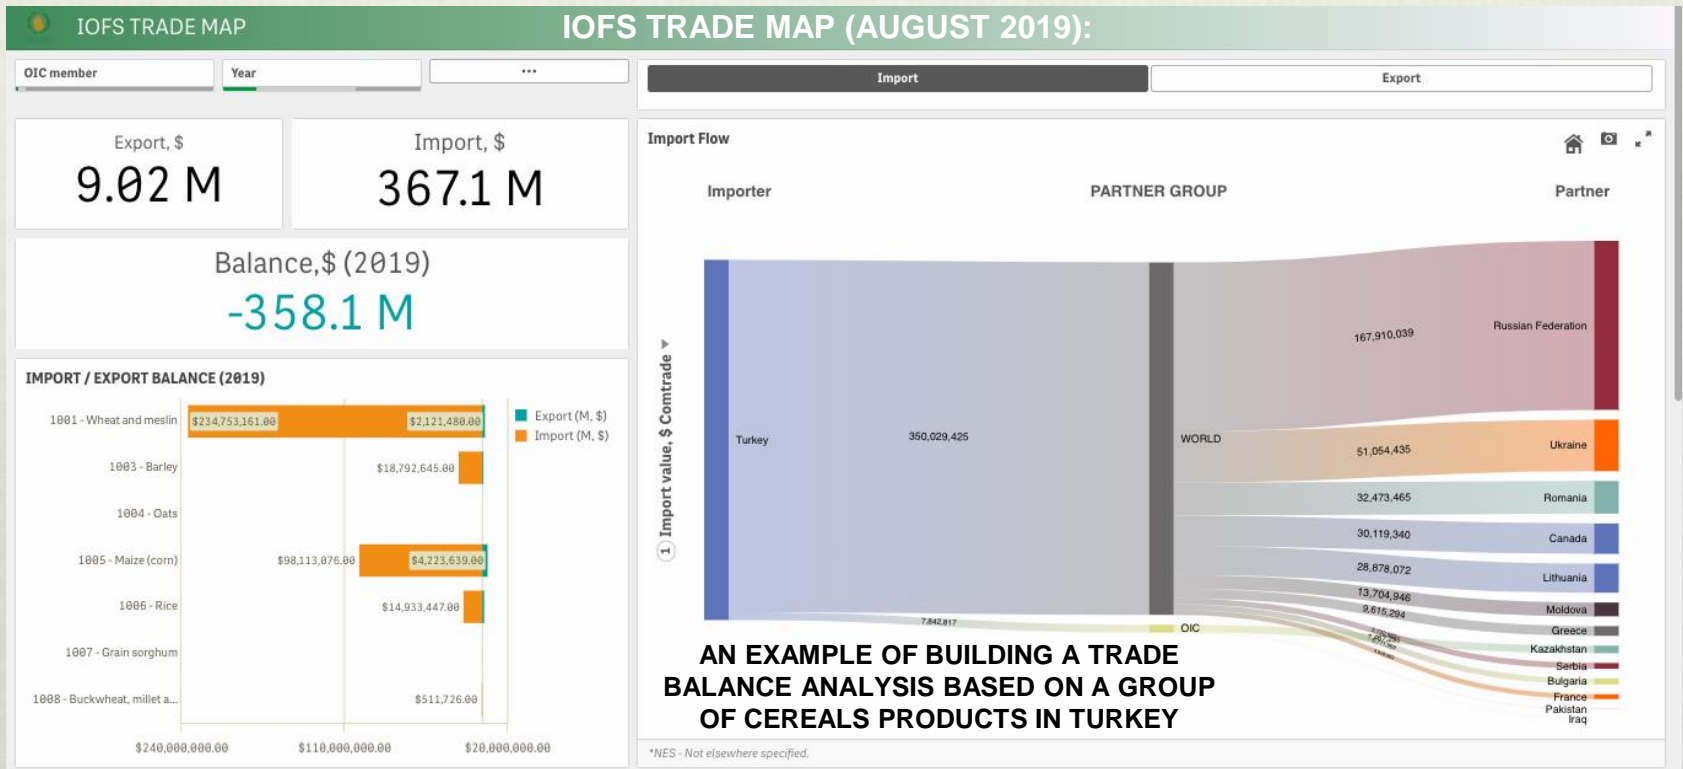 IOFS TRADE MAP
IOFS TRADE MAP (AUGUST 2019):
OIC member
Year
...
Import
Export
Export, $
9.02 M
Import, $
367.1 M
Balance,$ (2019)
-358.1 M
IMPORT / EXPORT BALANCE (2019)
1001 - Wheat and meslin
$234,753,161.00
$2,121,480.00
1003 - Barley
$18,792,645.00
1004 - Oats
1005 - Maize (corn)
$98,113,076.00
$4,223,639.00
1006 - Rice
$14,933,447.00
1007 - Grain sorghum
1008 - Buckwheat, millet a...
$511,726.00
$240,000,000.00
$110,000,000.00
$20,000,000.00
Export (M, $)
Import (M, $)
Import Flow
Importer
PARTNER GROUP
Partner
1 Import value, $ Comtrade
Turkey
350,029,425
7,842,817
WORLD
OIC
167,910,039
Russian Federation
51,054,435
Ukraine
32,473,465
Romania
30,119,340
Canada
28,878,072
Lithuania
13,704,946
Moldova
9,615,294
Greece
Kazakhstan
Serbia
Bulgaria
France
Pakistan
Iraq
AN EXAMPLE OF BUILDING A TRADE
BALANCE ANALYSIS BASED ON A GROUP
OF CEREALS PRODUCTS IN TURKEY
*NES - Not elsewhere specified.